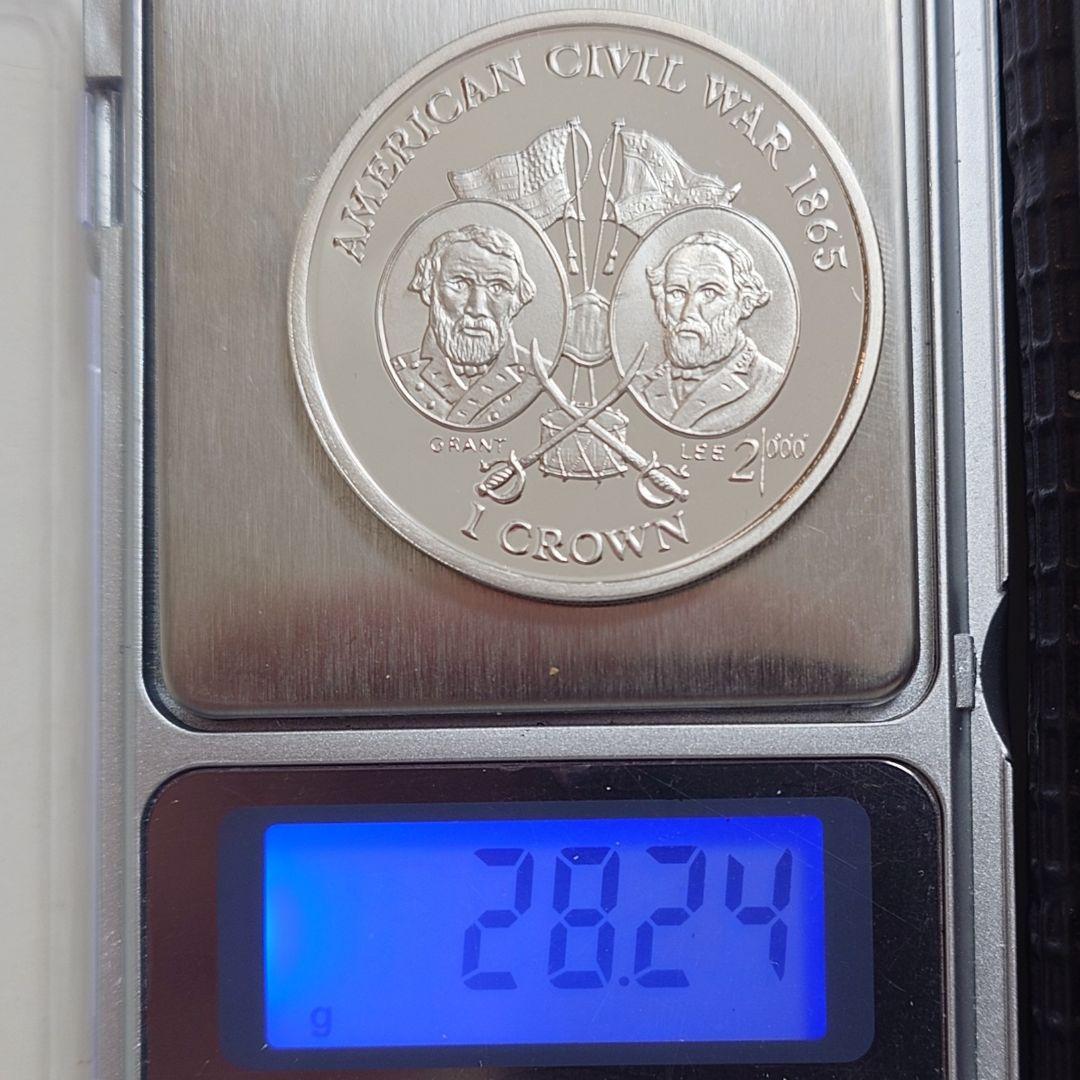 AMERICAN CIVIL WAR 1865
GRANT
LEE
2000
1 CROWN
28.24
g